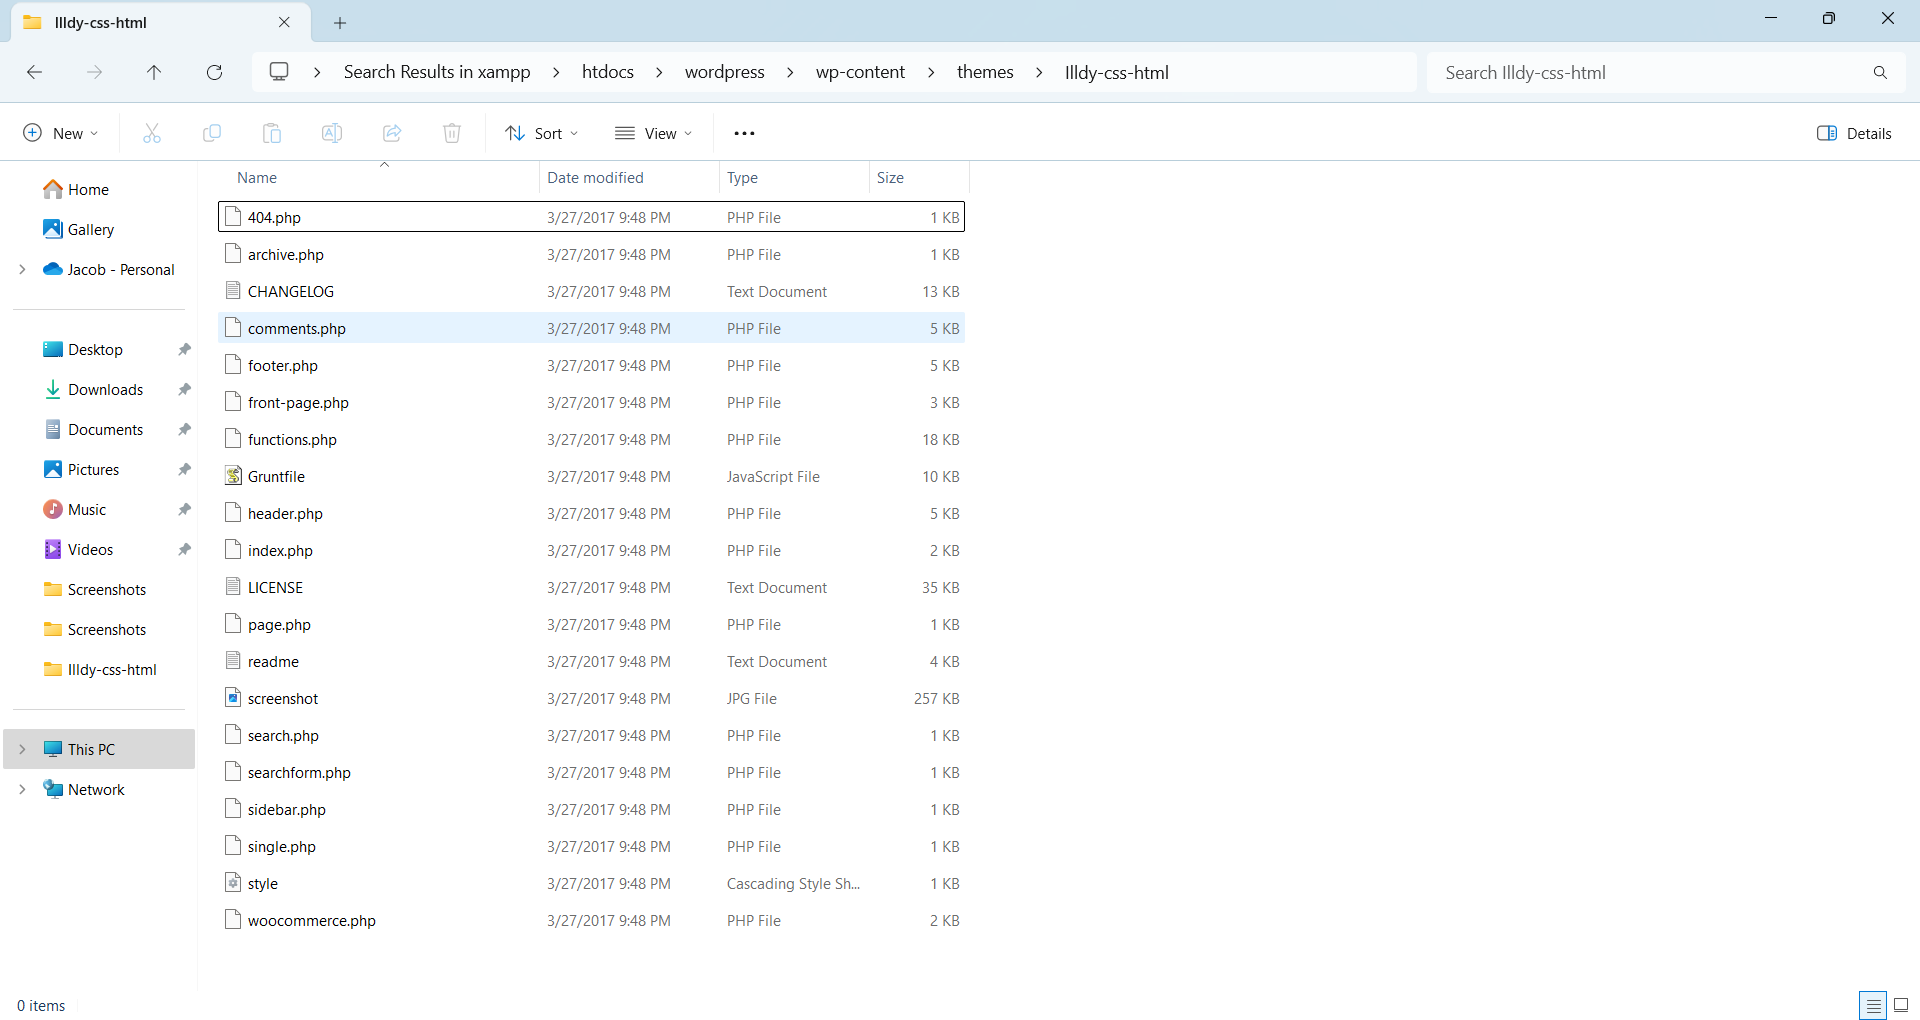 Illdy-css-html
Search Results in xampp > htdocs > wordpress > wp-content > themes > Illdy-css-html
Search Illdy-css-html
New
Sort
View
Details
Home
Gallery
Jacob - Personal
Desktop
Downloads
Documents
Pictures
Music
Videos
Screenshots
Screenshots
Illdy-css-html
This PC
Network
Name Date modified Type Size
404.php 3/27/2017 9:48 PM PHP File 1 KB
archive.php 3/27/2017 9:48 PM PHP File 1 KB
CHANGELOG 3/27/2017 9:48 PM Text Document 13 KB
comments.php 3/27/2017 9:48 PM PHP File 5 KB
footer.php 3/27/2017 9:48 PM PHP File 5 KB
front-page.php 3/27/2017 9:48 PM PHP File 3 KB
functions.php 3/27/2017 9:48 PM PHP File 18 KB
Gruntfile 3/27/2017 9:48 PM JavaScript File 10 KB
header.php 3/27/2017 9:48 PM PHP File 5 KB
index.php 3/27/2017 9:48 PM PHP File 2 KB
LICENSE 3/27/2017 9:48 PM Text Document 35 KB
page.php 3/27/2017 9:48 PM PHP File 1 KB
readme 3/27/2017 9:48 PM Text Document 4 KB
screenshot 3/27/2017 9:48 PM JPG File 257 KB
search.php 3/27/2017 9:48 PM PHP File 1 KB
searchform.php 3/27/2017 9:48 PM PHP File 1 KB
sidebar.php 3/27/2017 9:48 PM PHP File 1 KB
single.php 3/27/2017 9:48 PM PHP File 1 KB
style 3/27/2017 9:48 PM Cascading Style Sh... 1 KB
woocommerce.php 3/27/2017 9:48 PM PHP File 2 KB
0 items